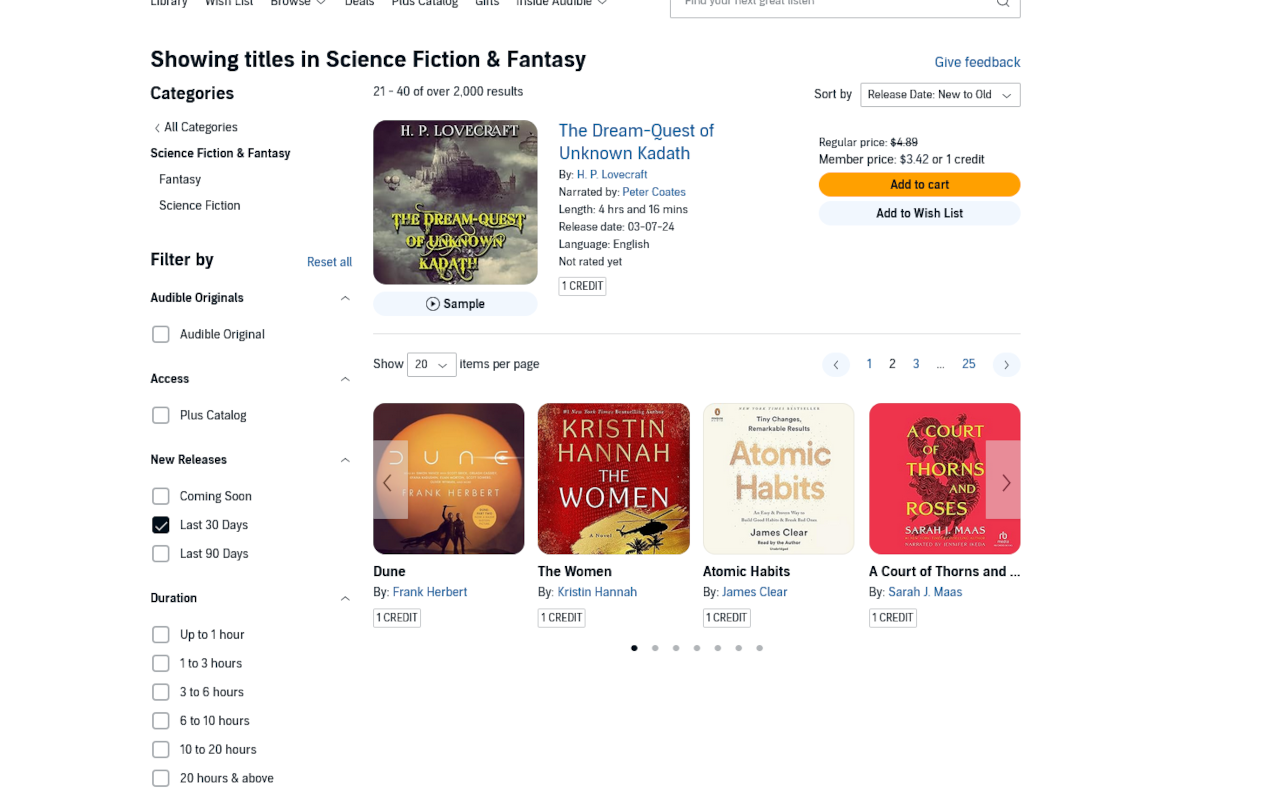 Library Wish List Browse Deals Plus Catalog Gifts Inside Audible
Find your next great listen
Showing titles in Science Fiction & Fantasy
Give feedback
Categories
All Categories
Science Fiction & Fantasy
Fantasy
Science Fiction
Filter by
Reset all
Audible Originals
Audible Original
Access
Plus Catalog
New Releases
Coming Soon
Last 30 Days
Last 90 Days
Duration
Up to 1 hour
1 to 3 hours
3 to 6 hours
6 to 10 hours
10 to 20 hours
20 hours & above
21 - 40 of over 2,000 results
Sort by Release Date: New to Old
H. P. LOVECRAFT
THE DREAM-QUEST
OF UNKNOWN
KADATH
Sample
The Dream-Quest of
Unknown Kadath
By: H. P. Lovecraft
Narrated by: Peter Coates
Length: 4 hrs and 16 mins
Release date: 03-07-24
Language: English
Not rated yet
1 CREDIT
Regular price: $4.89
Member price: $3.42 or 1 credit
Add to cart
Add to Wish List
Show 20 items per page
1 2 3 ... 25
DUNE
FRANK HERBERT
#1 New York Times Bestselling Author
KRISTIN
HANNAH
THE
WOMEN
A Novel
NEW YORK TIMES BESTSELLER
Tiny Changes,
Remarkable Results
Atomic
Habits
An Easy & Proven Way to
Build Good Habits & Break Bad Ones
James Clear
Read by the Author
Unabridged
A COURT
OF
THORNS
AND
ROSES
SARAH J. MAAS
Dune
By: Frank Herbert
1 CREDIT
The Women
By: Kristin Hannah
1 CREDIT
Atomic Habits
By: James Clear
1 CREDIT
A Court of Thorns and ...
By: Sarah J. Maas
1 CREDIT